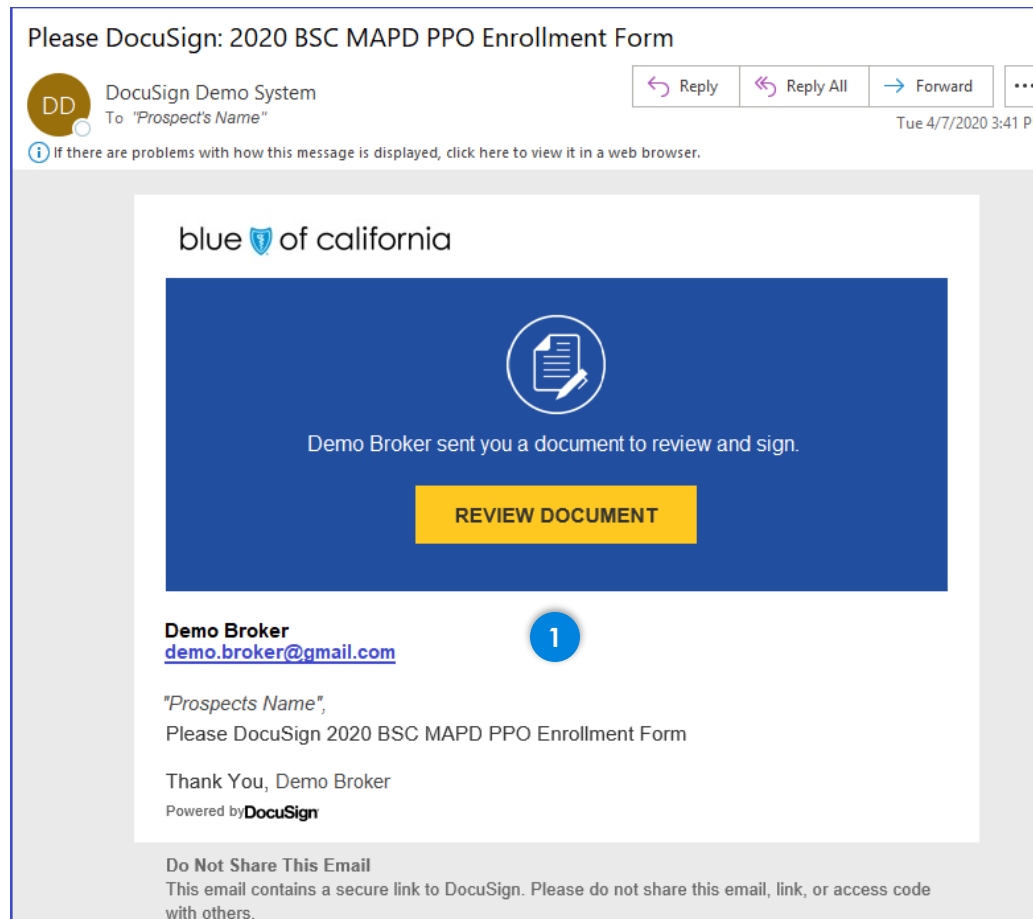 Please DocuSign: 2020 BSC MAPD PPO Enrollment Form
DD
DocuSign Demo System
To "Prospect's Name"
Reply
Reply All
Forward
...
Tue 4/7/2020 3:41 P
If there are problems with how this message is displayed, click here to view it in a web browser.
blue of california
Demo Broker sent you a document to review and sign.
REVIEW DOCUMENT
1
Demo Broker
demo.broker@gmail.com
"Prospects Name",
Please DocuSign 2020 BSC MAPD PPO Enrollment Form
Thank You, Demo Broker
Powered by DocuSign
Do Not Share This Email
This email contains a secure link to DocuSign. Please do not share this email, link, or access code
with others.